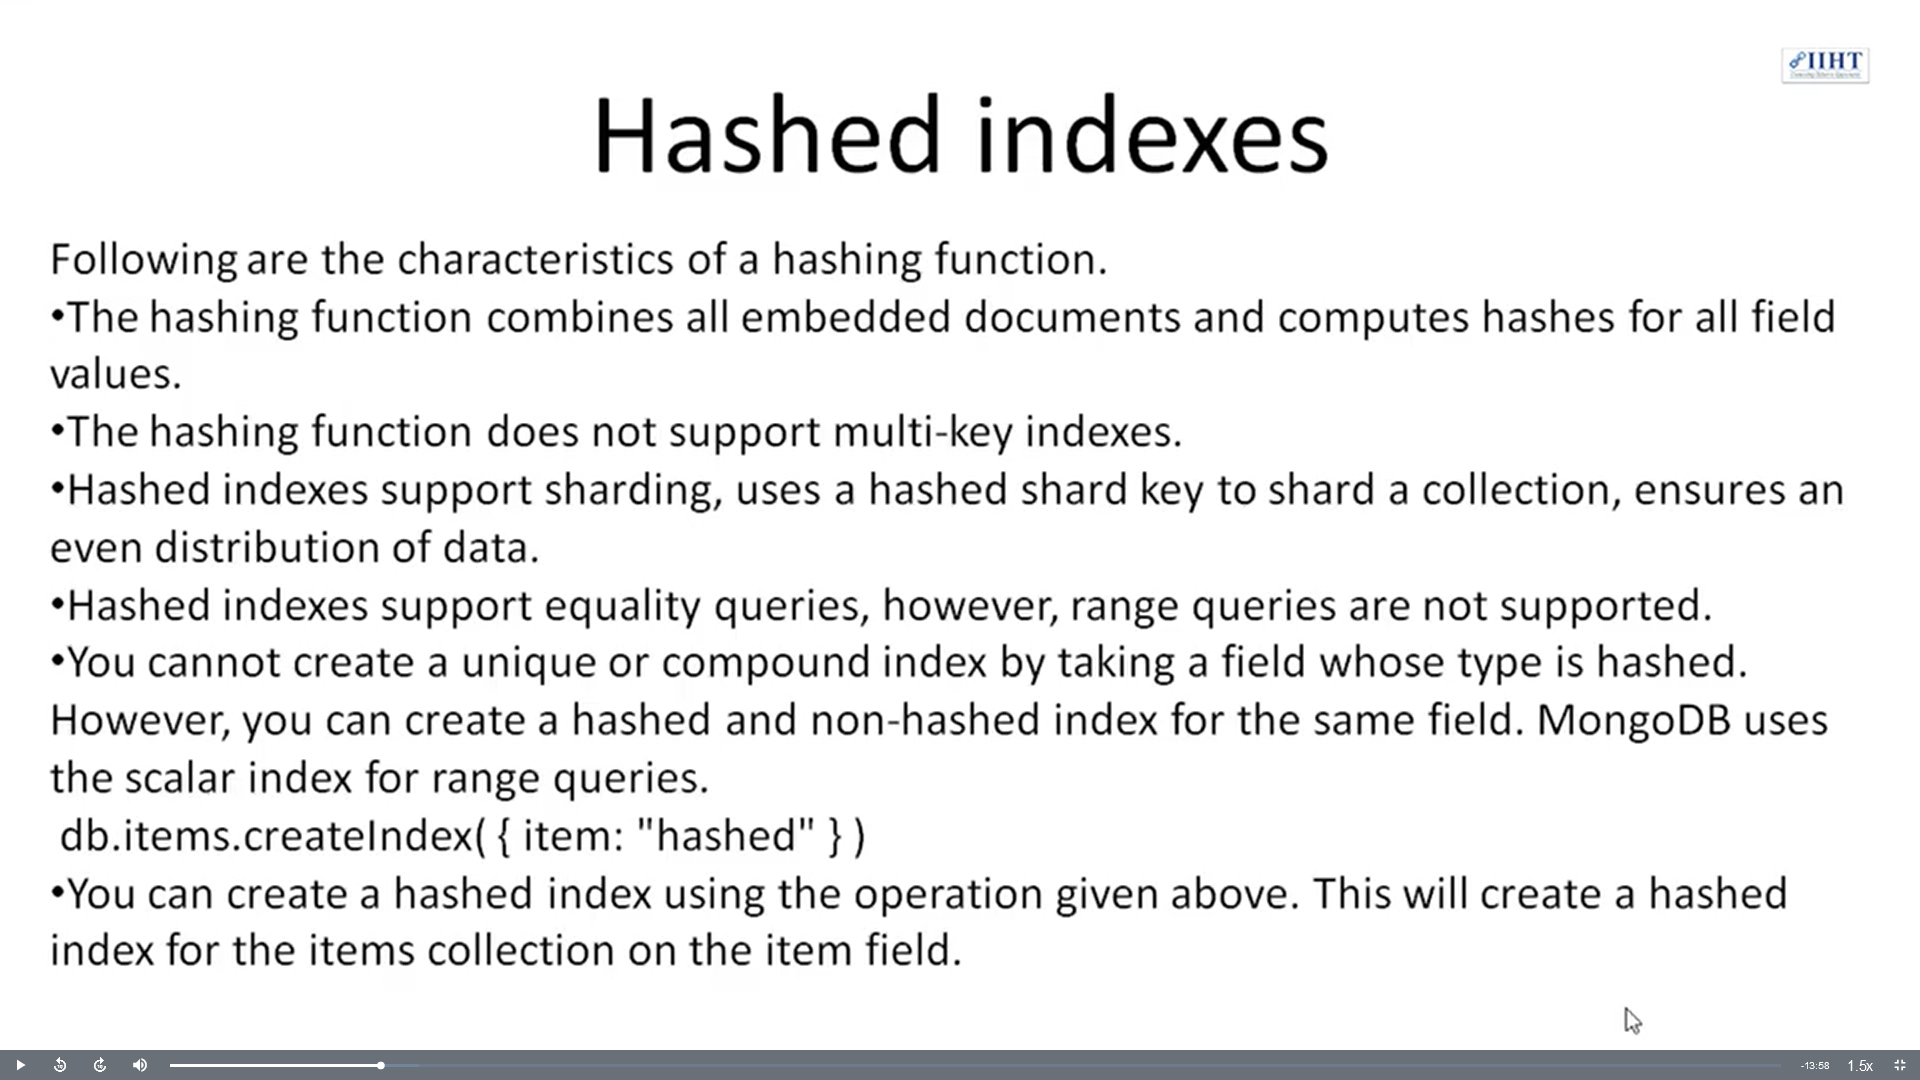 IIHT
Hashed indexes
Following are the characteristics of a hashing function.
•The hashing function combines all embedded documents and computes hashes for all field
values.
•The hashing function does not support multi-key indexes.
•Hashed indexes support sharding, uses a hashed shard key to shard a collection, ensures an
even distribution of data.
•Hashed indexes support equality queries, however, range queries are not supported.
•You cannot create a unique or compound index by taking a field whose type is hashed.
However, you can create a hashed and non-hashed index for the same field. MongoDB uses
the scalar index for range queries.
db.items.createIndex( { item: "hashed" } )
•You can create a hashed index using the operation given above. This will create a hashed
index for the items collection on the item field.
-13:58 1.5x